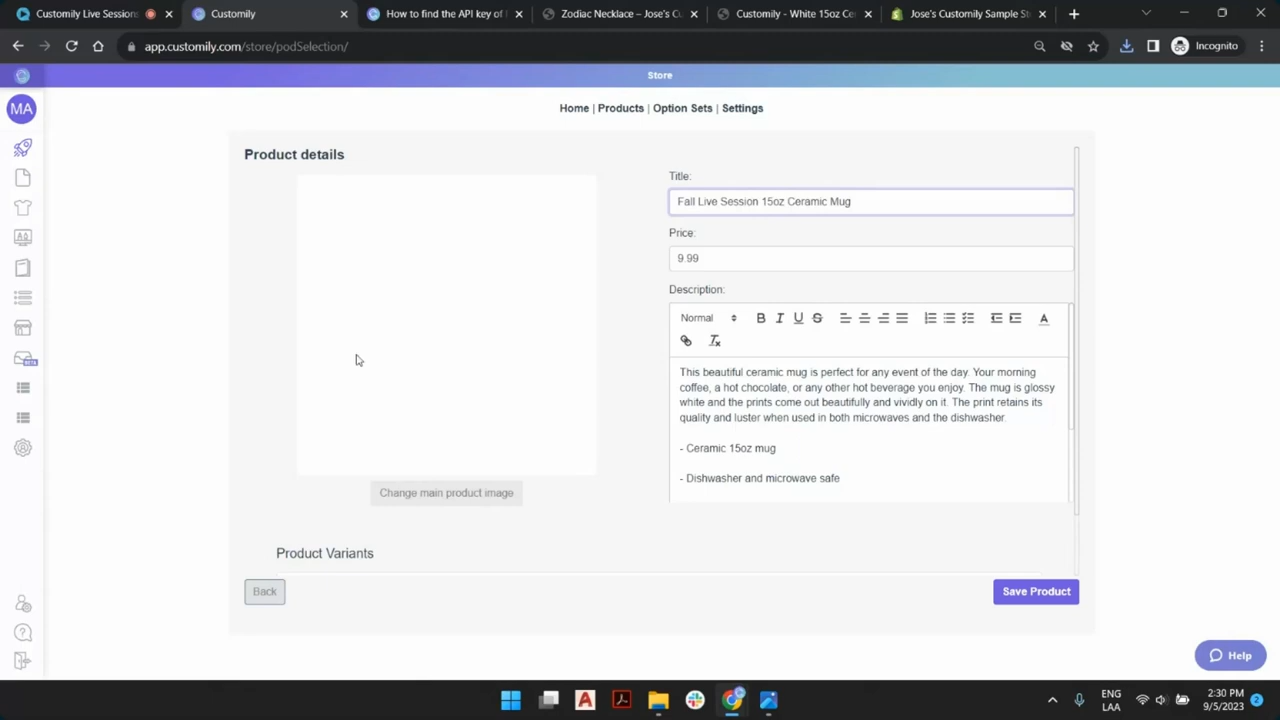 Customily Live Sessions
Customily
How to find the API key of
Zodiac Necklace – Jose's Cu
Customily - White 15oz Ce
Jose's Customily Sample St
app.customily.com/store/podSelection/
Incognito
Store
MA
Home | Products | Option Sets | Settings
Product details
Title:
Fall Live Session 15oz Ceramic Mug
Price:
9.99
Description:
Normal
This beautiful ceramic mug is perfect for any event of the day. Your morning
coffee, a hot chocolate, or any other hot beverage you enjoy. The mug is glossy
white and the prints come out beautifully and vividly on it. The print retains its
quality and luster when used in both microwaves and the dishwasher.
- Ceramic 15oz mug
- Dishwasher and microwave safe
Change main product image
Product Variants
Back
Save Product
Help
ENG
LAA
2:30 PM
9/5/2023
2